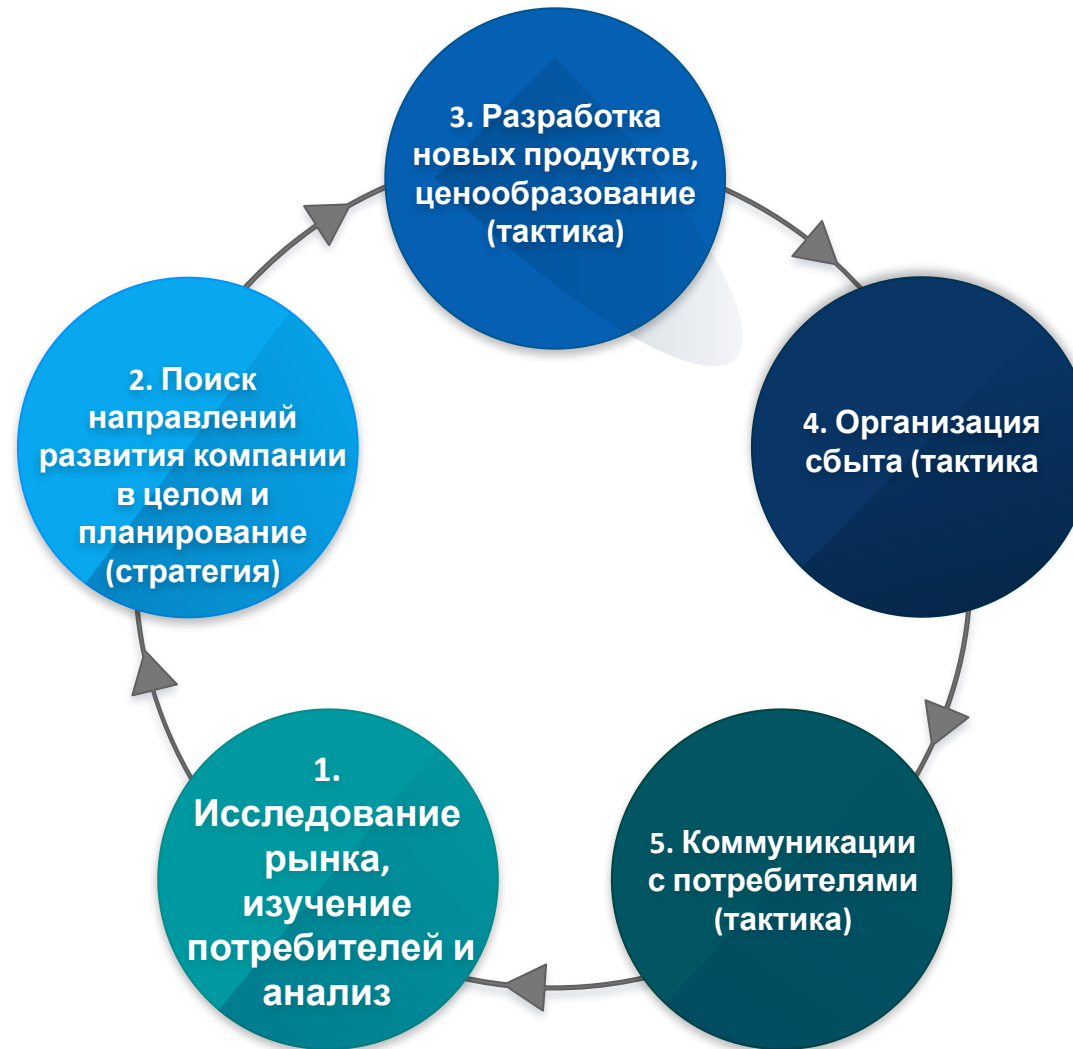 1.
Исследование
рынка,
изучение
потребителей и
анализ
2. Поиск
направлений
развития компании
в целом и
планирование
(стратегия)
3. Разработка
новых продуктов,
ценообразование
(тактика)
4. Организация
сбыта (тактика
5. Коммуникации
с потребителями
(тактика)